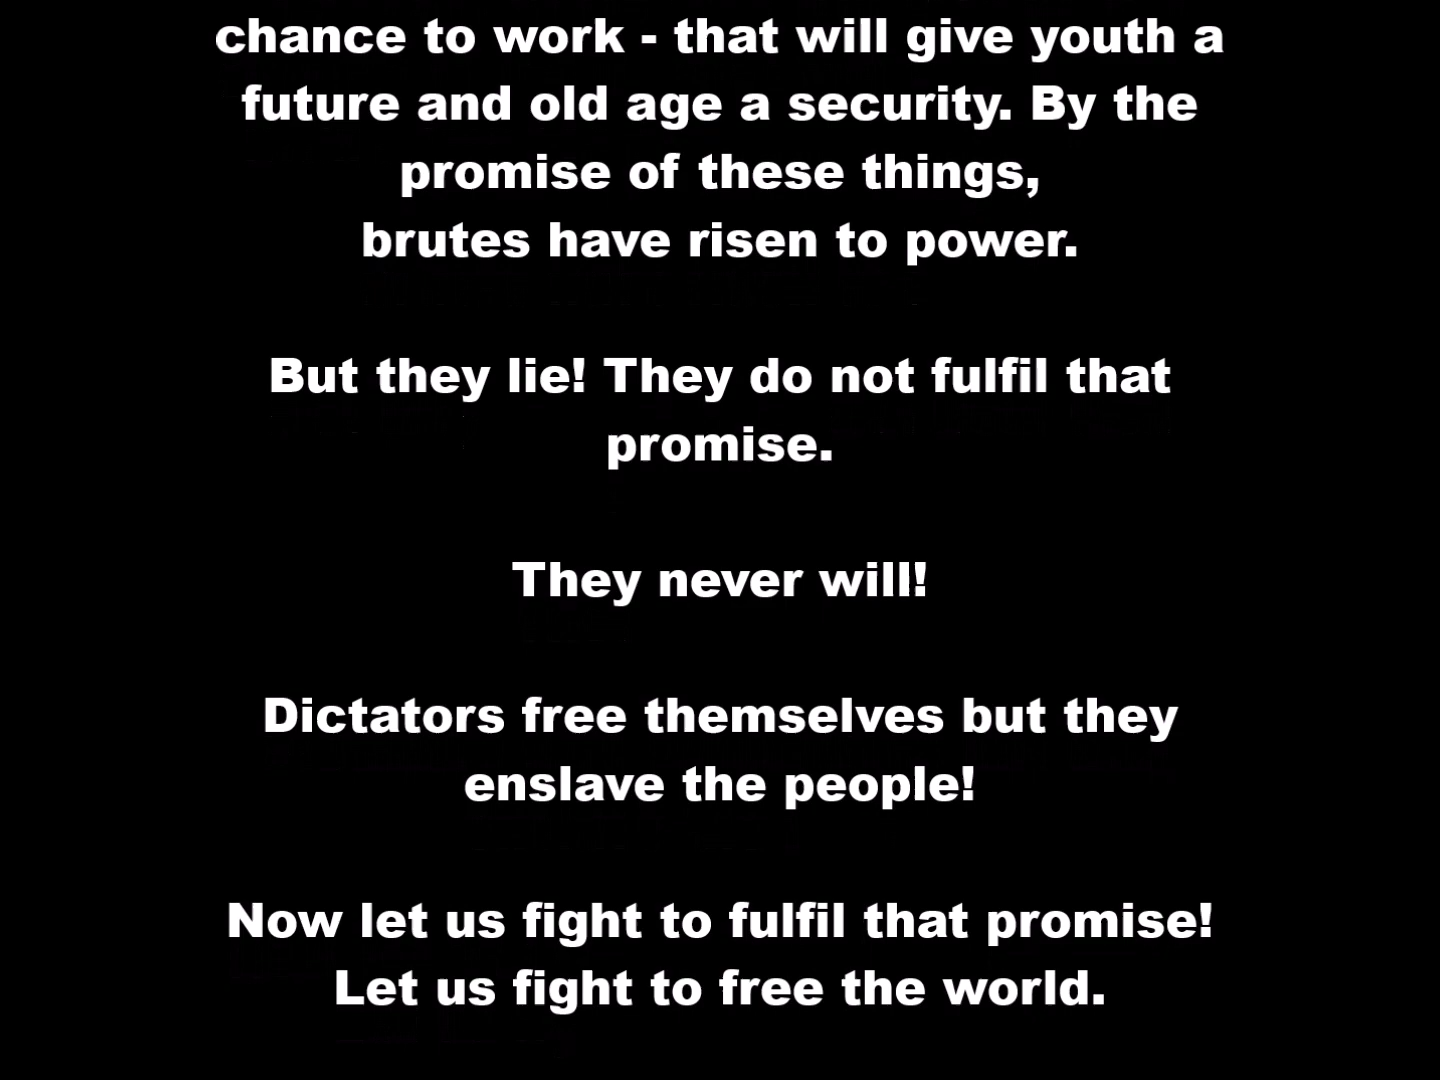 chance to work - that will give youth a
future and old age a security. By the
promise of these things,
brutes have risen to power.
But they lie! They do not fulfil that
promise.
They never will!
Dictators free themselves but they
enslave the people!
Now let us fight to fulfil that promise!
Let us fight to free the world.